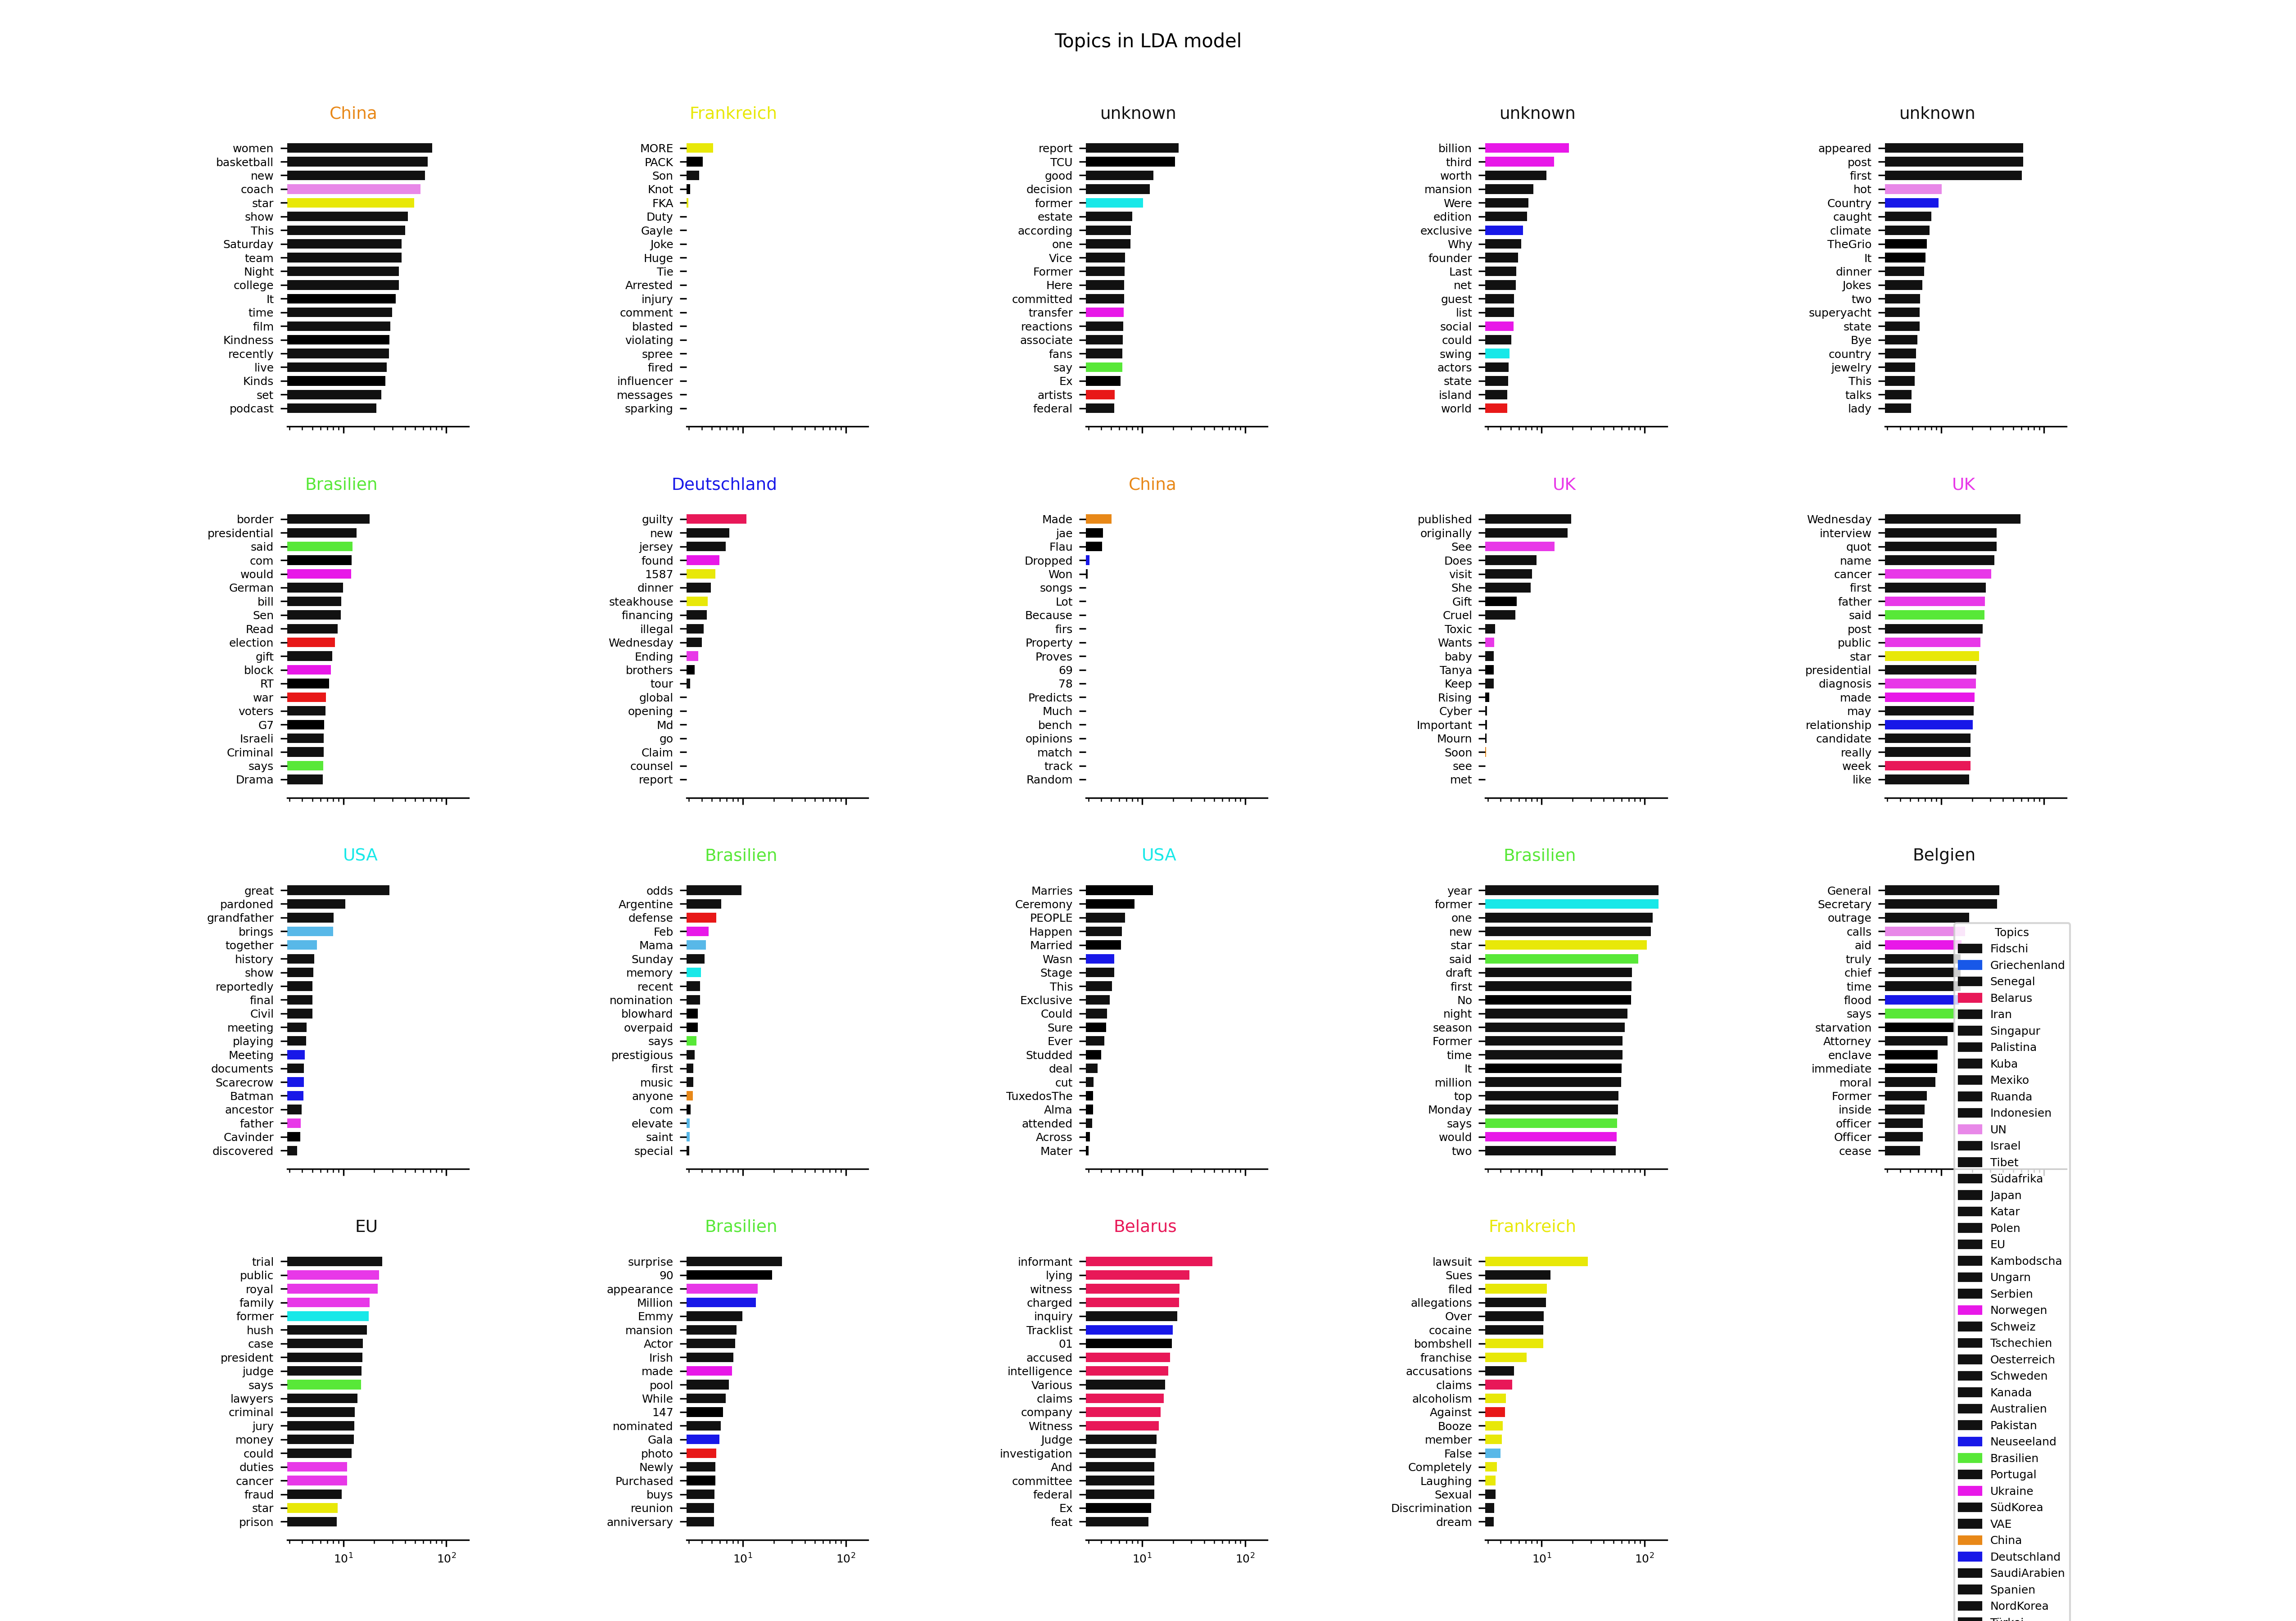 Topics in LDA model
China
women
basketball
new
coach
star
show
This
Saturday
team
Night
college
It
time
film
Kindness
recently
live
Kinds
set
podcast
Frankreich
MORE
PACK
Son
Knot
FKA
Duty
Gayle
Joke
Huge
Tie
Arrested
injury
comment
blasted
violating
spree
fired
influencer
messages
sparking
unknown
report
TCU
good
decision
former
estate
according
one
Vice
Former
Here
committed
transfer
reactions
associate
fans
say
Ex
artists
federal
unknown
billion
third
worth
mansion
Were
edition
exclusive
Why
founder
Last
net
guest
list
social
could
swing
actors
state
island
world
unknown
appeared
post
first
hot
Country
caught
climate
TheGrio
It
dinner
Jokes
two
superyacht
state
Bye
country
jewelry
This
talks
lady
Brasilien
border
presidential
said
com
would
German
bill
Sen
Read
election
gift
block
RT
war
voters
G7
Israeli
Criminal
says
Drama
Deutschland
guilty
new
jersey
found
1587
dinner
steakhouse
financing
illegal
Wednesday
Ending
brothers
tour
global
opening
Md
go
Claim
counsel
report
China
Made
jae
Flau
Dropped
Won
songs
Lot
Because
firs
Property
Proves
69
78
Predicts
Much
bench
opinions
match
track
Random
UK
published
originally
See
Does
visit
She
Gift
Cruel
Toxic
Wants
baby
Tanya
Keep
Rising
Cyber
Important
Mourn
Soon
see
met
UK
Wednesday
interview
quot
name
cancer
first
father
said
post
public
star
presidential
diagnosis
made
may
relationship
candidate
really
week
like
USA
great
pardoned
grandfather
brings
together
history
show
reportedly
final
Civil
meeting
playing
Meeting
documents
Scarecrow
Batman
ancestor
father
Cavinder
discovered
Brasilien
odds
Argentine
defense
Feb
Mama
Sunday
memory
recent
nomination
blowhard
overpaid
says
prestigious
first
music
anyone
com
elevate
saint
special
USA
Marries
Ceremony
PEOPLE
Happen
Married
Wasn
Stage
This
Exclusive
Could
Sure
Ever
Studded
deal
cut
TuxedosThe
Alma
attended
Across
Mater
Brasilien
year
former
one
new
star
said
draft
first
No
night
season
Former
time
It
million
top
Monday
says
would
two
Belgien
General
Secretary
outrage
calls
aid
truly
chief
time
flood
says
starvation
Attorney
enclave
immediate
moral
Former
inside
officer
Officer
cease
EU
trial
public
royal
family
former
hush
case
president
judge
says
lawyers
criminal
jury
money
could
duties
cancer
fraud
star
prison
10^1 10^2
Brasilien
surprise
90
appearance
Million
Emmy
mansion
Actor
Irish
made
pool
While
147
nominated
Gala
photo
Newly
Purchased
buys
reunion
anniversary
10^1 10^2
Belarus
informant
lying
witness
charged
inquiry
Tracklist
01
accused
intelligence
Various
claims
company
Witness
Judge
investigation
And
committee
federal
Ex
feat
10^1 10^2
Frankreich
lawsuit
Sues
filed
allegations
Over
cocaine
bombshell
franchise
accusations
claims
alcoholism
Against
Booze
member
False
Completely
Laughing
Sexual
Discrimination
dream
10^1 10^2
Topics
Fidschi
Griechenland
Senegal
Belarus
Iran
Singapur
Palistina
Kuba
Mexiko
Ruanda
Indonesien
UN
Israel
Tibet
Südafrika
Japan
Katar
Polen
EU
Kambodscha
Ungarn
Serbien
Norwegen
Schweiz
Tschechien
Oesterreich
Schweden
Kanada
Australien
Pakistan
Neuseeland
Brasilien
Portugal
Ukraine
SüdKorea
VAE
China
Deutschland
SaudiArabien
Spanien
NordKorea